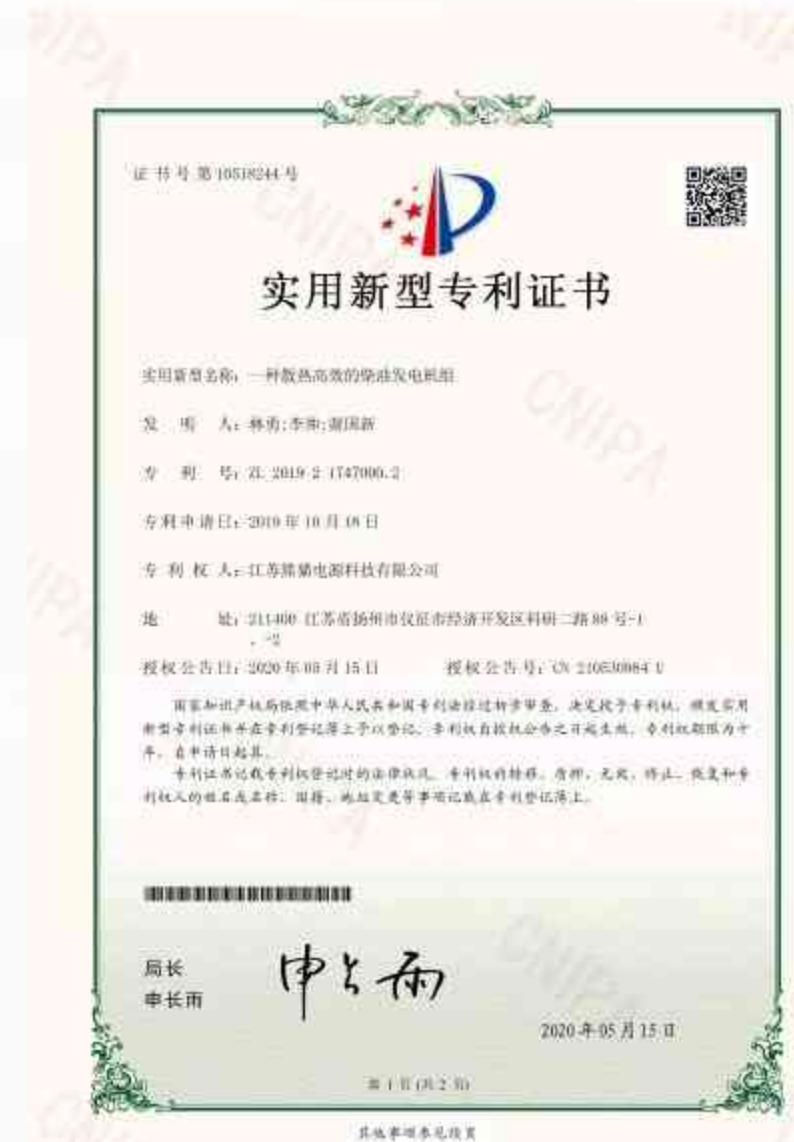 证书号第10518244号
实用新型专利证书
实用新型名称：一种散热高效的柴油发电机组
发 明 人：林勇;李 ;谢国新
专 利 号：ZL 2019 2 1747000.2
专利申请日：2019年10月18日
专 利 权 人：江苏熊猫电源科技有限公司
地 址：211400 江苏省扬州市仪征市经济开发区科研二路 号-1
、-2
授权公告日：2020年05月15日 授权公告号：CN 210530984 U
国家知识产权局依照中华人民共和国专利法经过初步审查，决定授予专利权，颁发实用
新型专利证书并在专利登记簿上予以登记。专利权自授权公告之日起生效。专利权期限为十
年，自申请日起算。
专利证书记载专利权登记时的法律状况。专利权的转移、质押、无效、终止、恢复和专
利权人的姓名或名称、国籍、地址变更等事项记载在专利登记簿上。
局长
申长雨
申长雨
2020年05月15日
第 1 页 (共 2 页)
其他事项参见续页
CNIPA
CNIPA
CNIPA